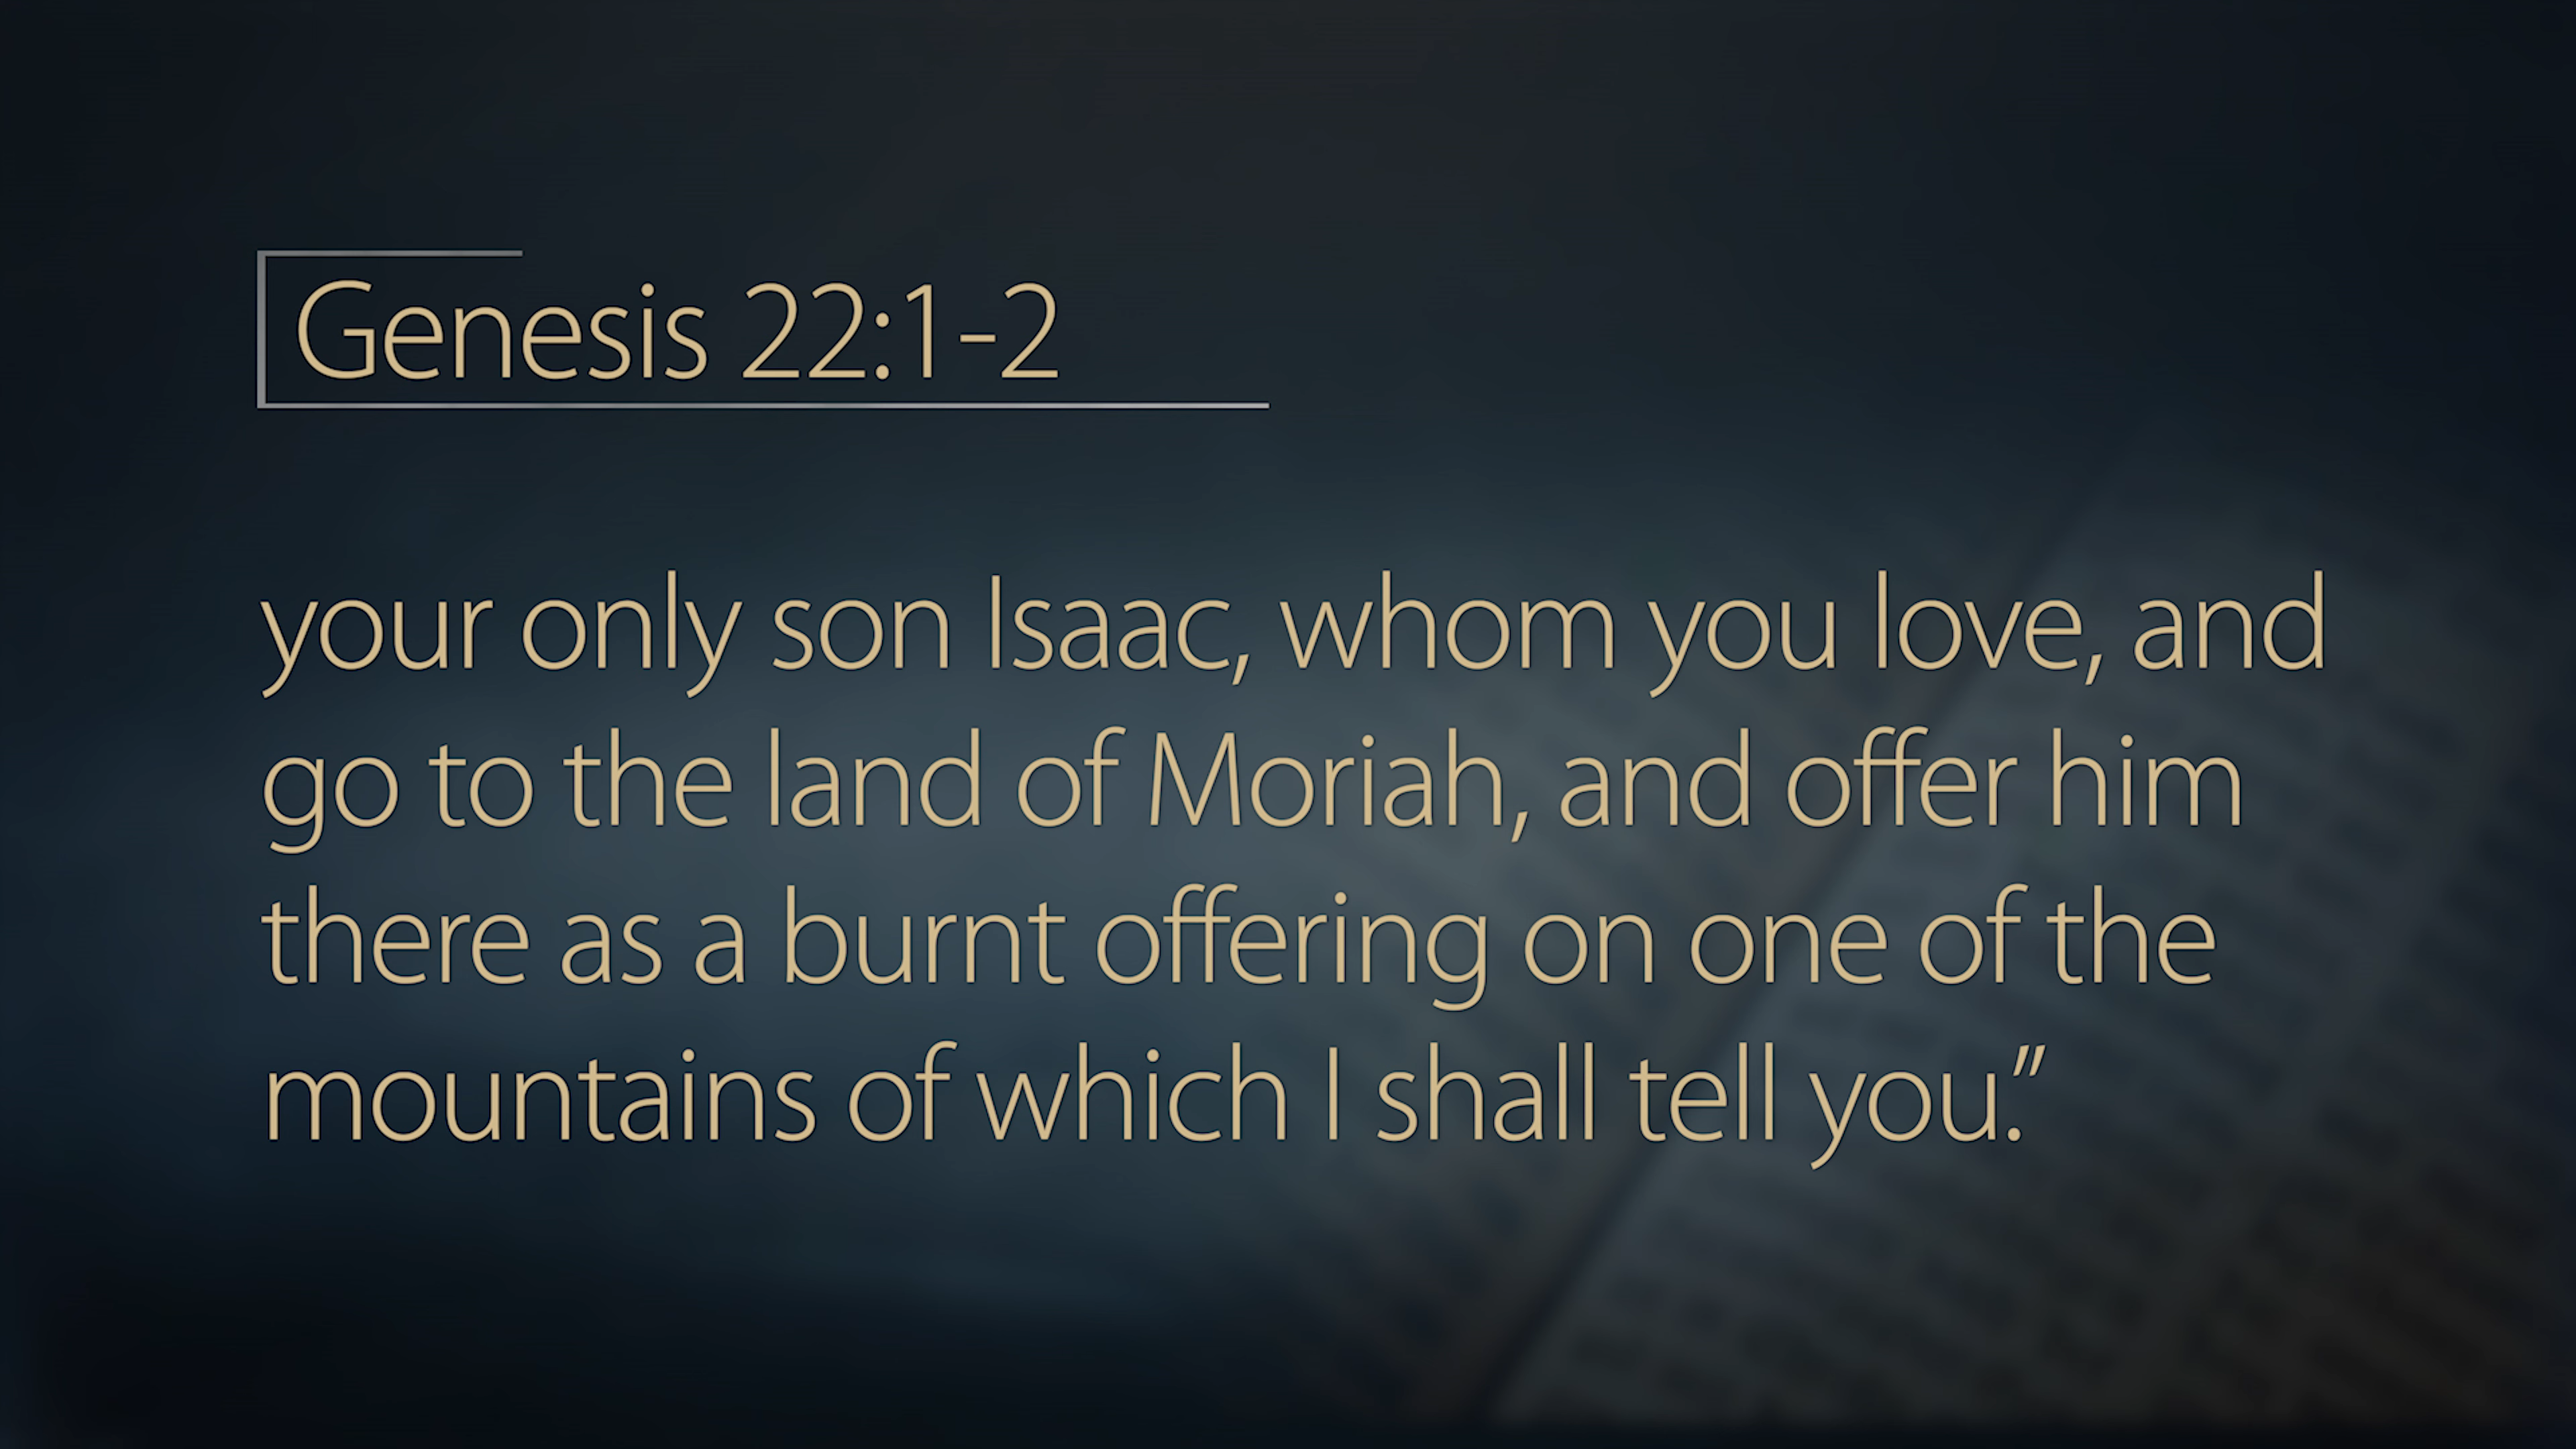 Genesis 22:1-2
your only son Isaac, whom you love, and
go to the land of Moriah, and offer him
there as a burnt offering on one of the
mountains of which I shall tell you.”